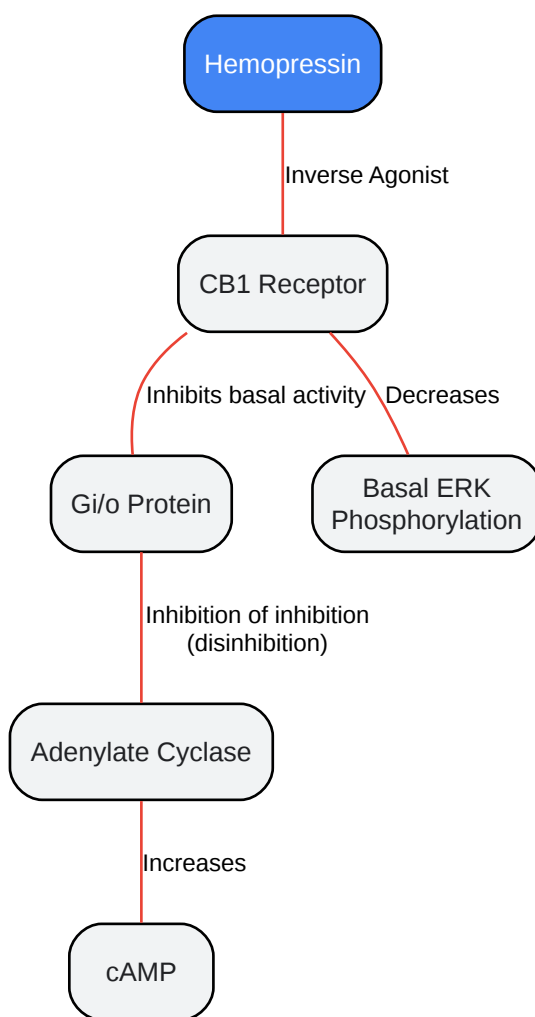 Hemopressin
Inverse Agonist
CB1 Receptor
Inhibits basal activity
Decreases
Gi/o Protein
Basal ERK
Phosphorylation
Inhibition of inhibition
(disinhibition)
Adenylate Cyclase
Increases
cAMP